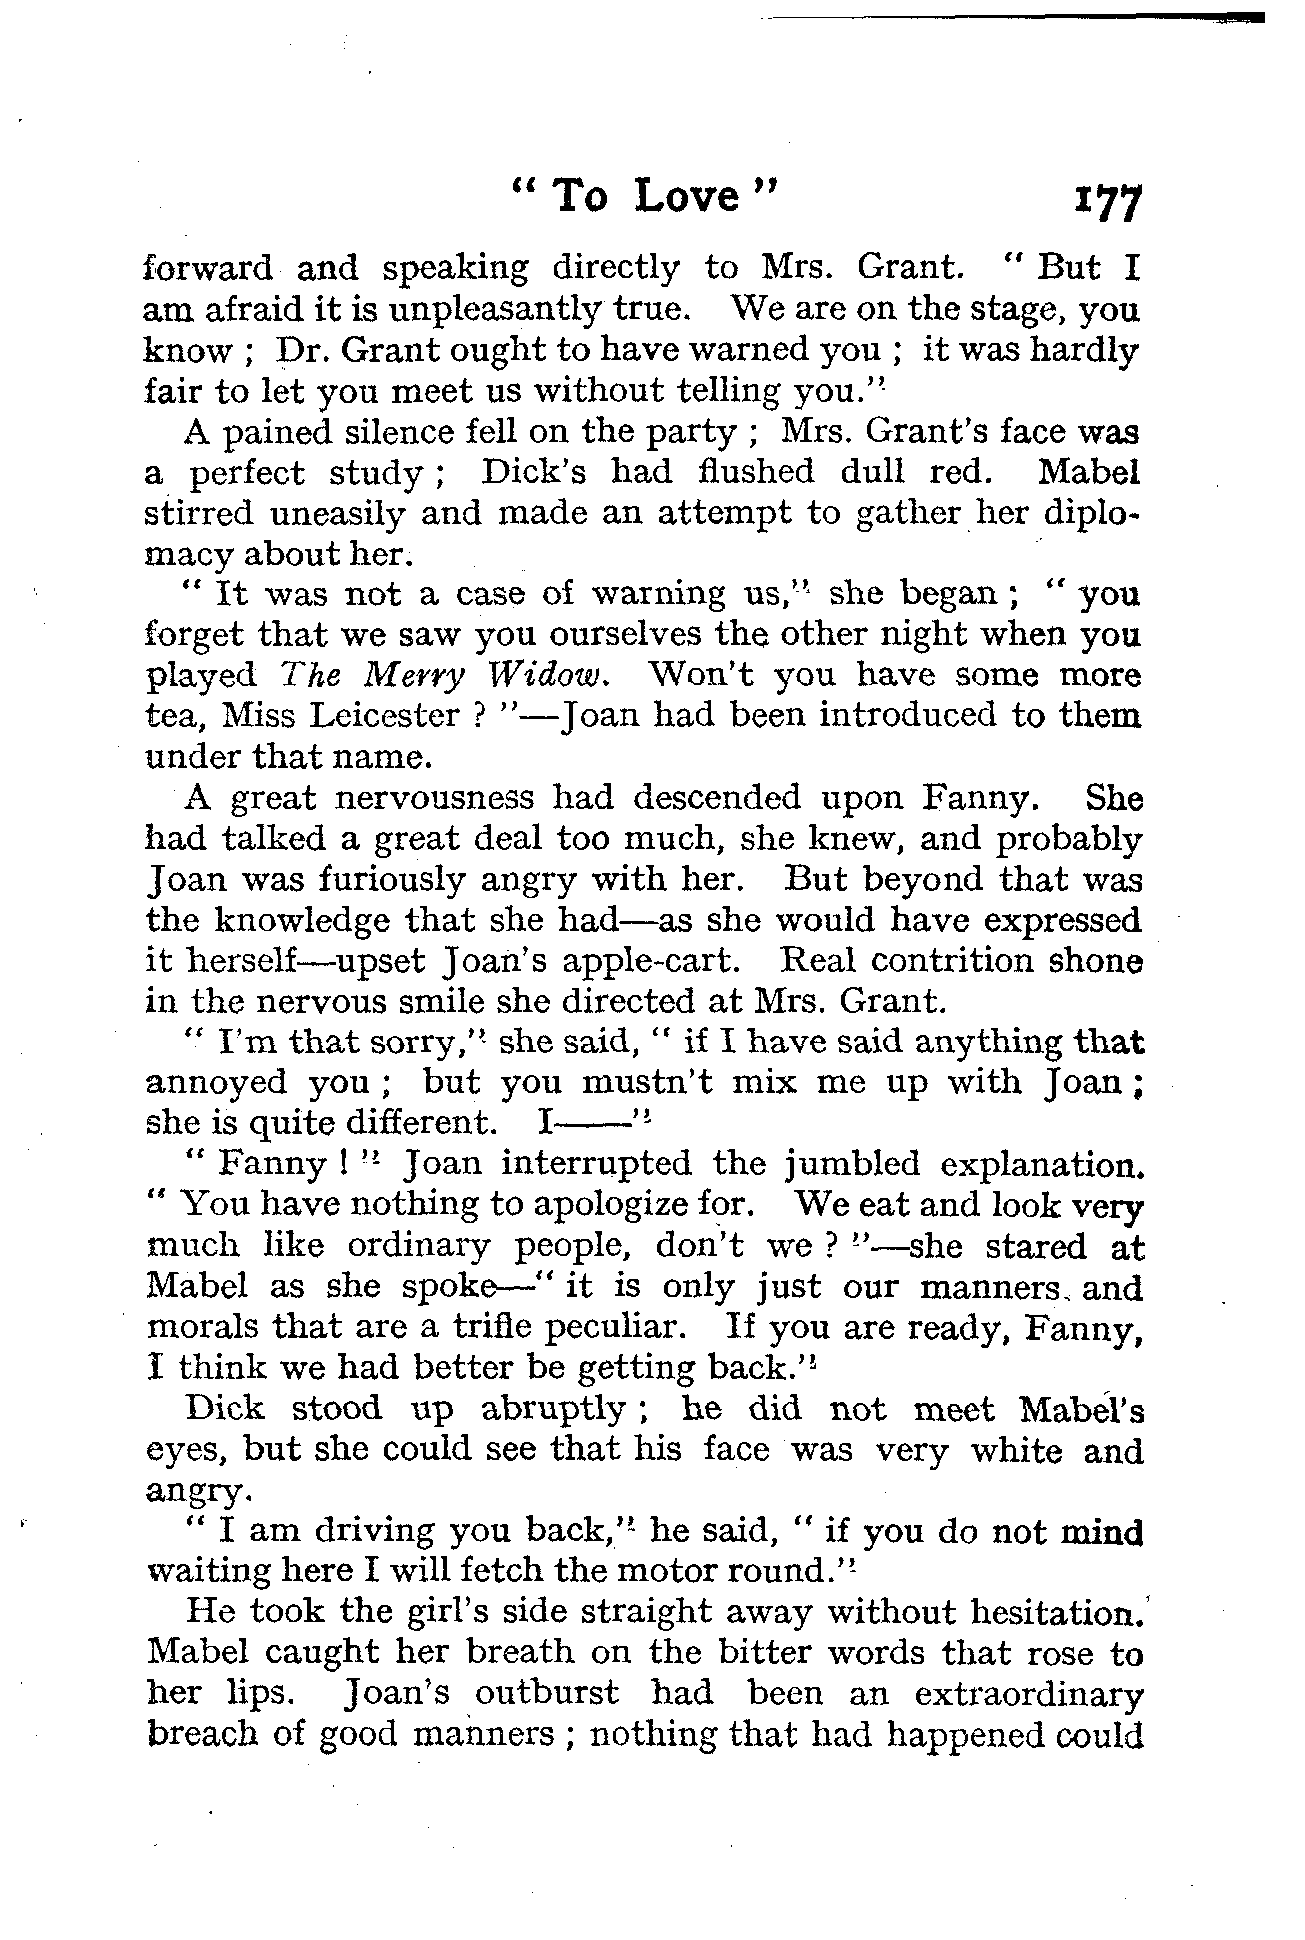 “ To Love ” 177
forward and speaking directly to Mrs. Grant. “ But I
am afraid it is unpleasantly true. We are on the stage, you
know ; Dr. Grant ought to have warned you ; it was hardly
fair to let you meet us without telling you.”
A pained silence fell on the party ; Mrs. Grant’s face was
a perfect study ; Dick’s had flushed dull red. Mabel
stirred uneasily and made an attempt to gather her diplo-
macy about her.
“ It was not a case of warning us,” she began ; “ you
forget that we saw you ourselves the other night when you
played The Merry Widow. Won’t you have some more
tea, Miss Leicester ? ”—Joan had been introduced to them
under that name.
A great nervousness had descended upon Fanny. She
had talked a great deal too much, she knew, and probably
Joan was furiously angry with her. But beyond that was
the knowledge that she had—as she would have expressed
it herself—upset Joan’s apple-cart. Real contrition shone
in the nervous smile she directed at Mrs. Grant.
“ I’m that sorry,” she said, “ if I have said anything that
annoyed you ; but you mustn’t mix me up with Joan ;
she is quite different. I——”
“ Fanny ! ” Joan interrupted the jumbled explanation.
“ You have nothing to apologize for. We eat and look very
much like ordinary people, don’t we ? ”—she stared at
Mabel as she spoke—“ it is only just our manners and
morals that are a trifle peculiar. If you are ready, Fanny,
I think we had better be getting back.”
Dick stood up abruptly ; he did not meet Mabel’s
eyes, but she could see that his face was very white and
angry.
“ I am driving you back,” he said, “ if you do not mind
waiting here I will fetch the motor round.”
He took the girl’s side straight away without hesitation.
Mabel caught her breath on the bitter words that rose to
her lips. Joan’s outburst had been an extraordinary
breach of good manners ; nothing that had happened could